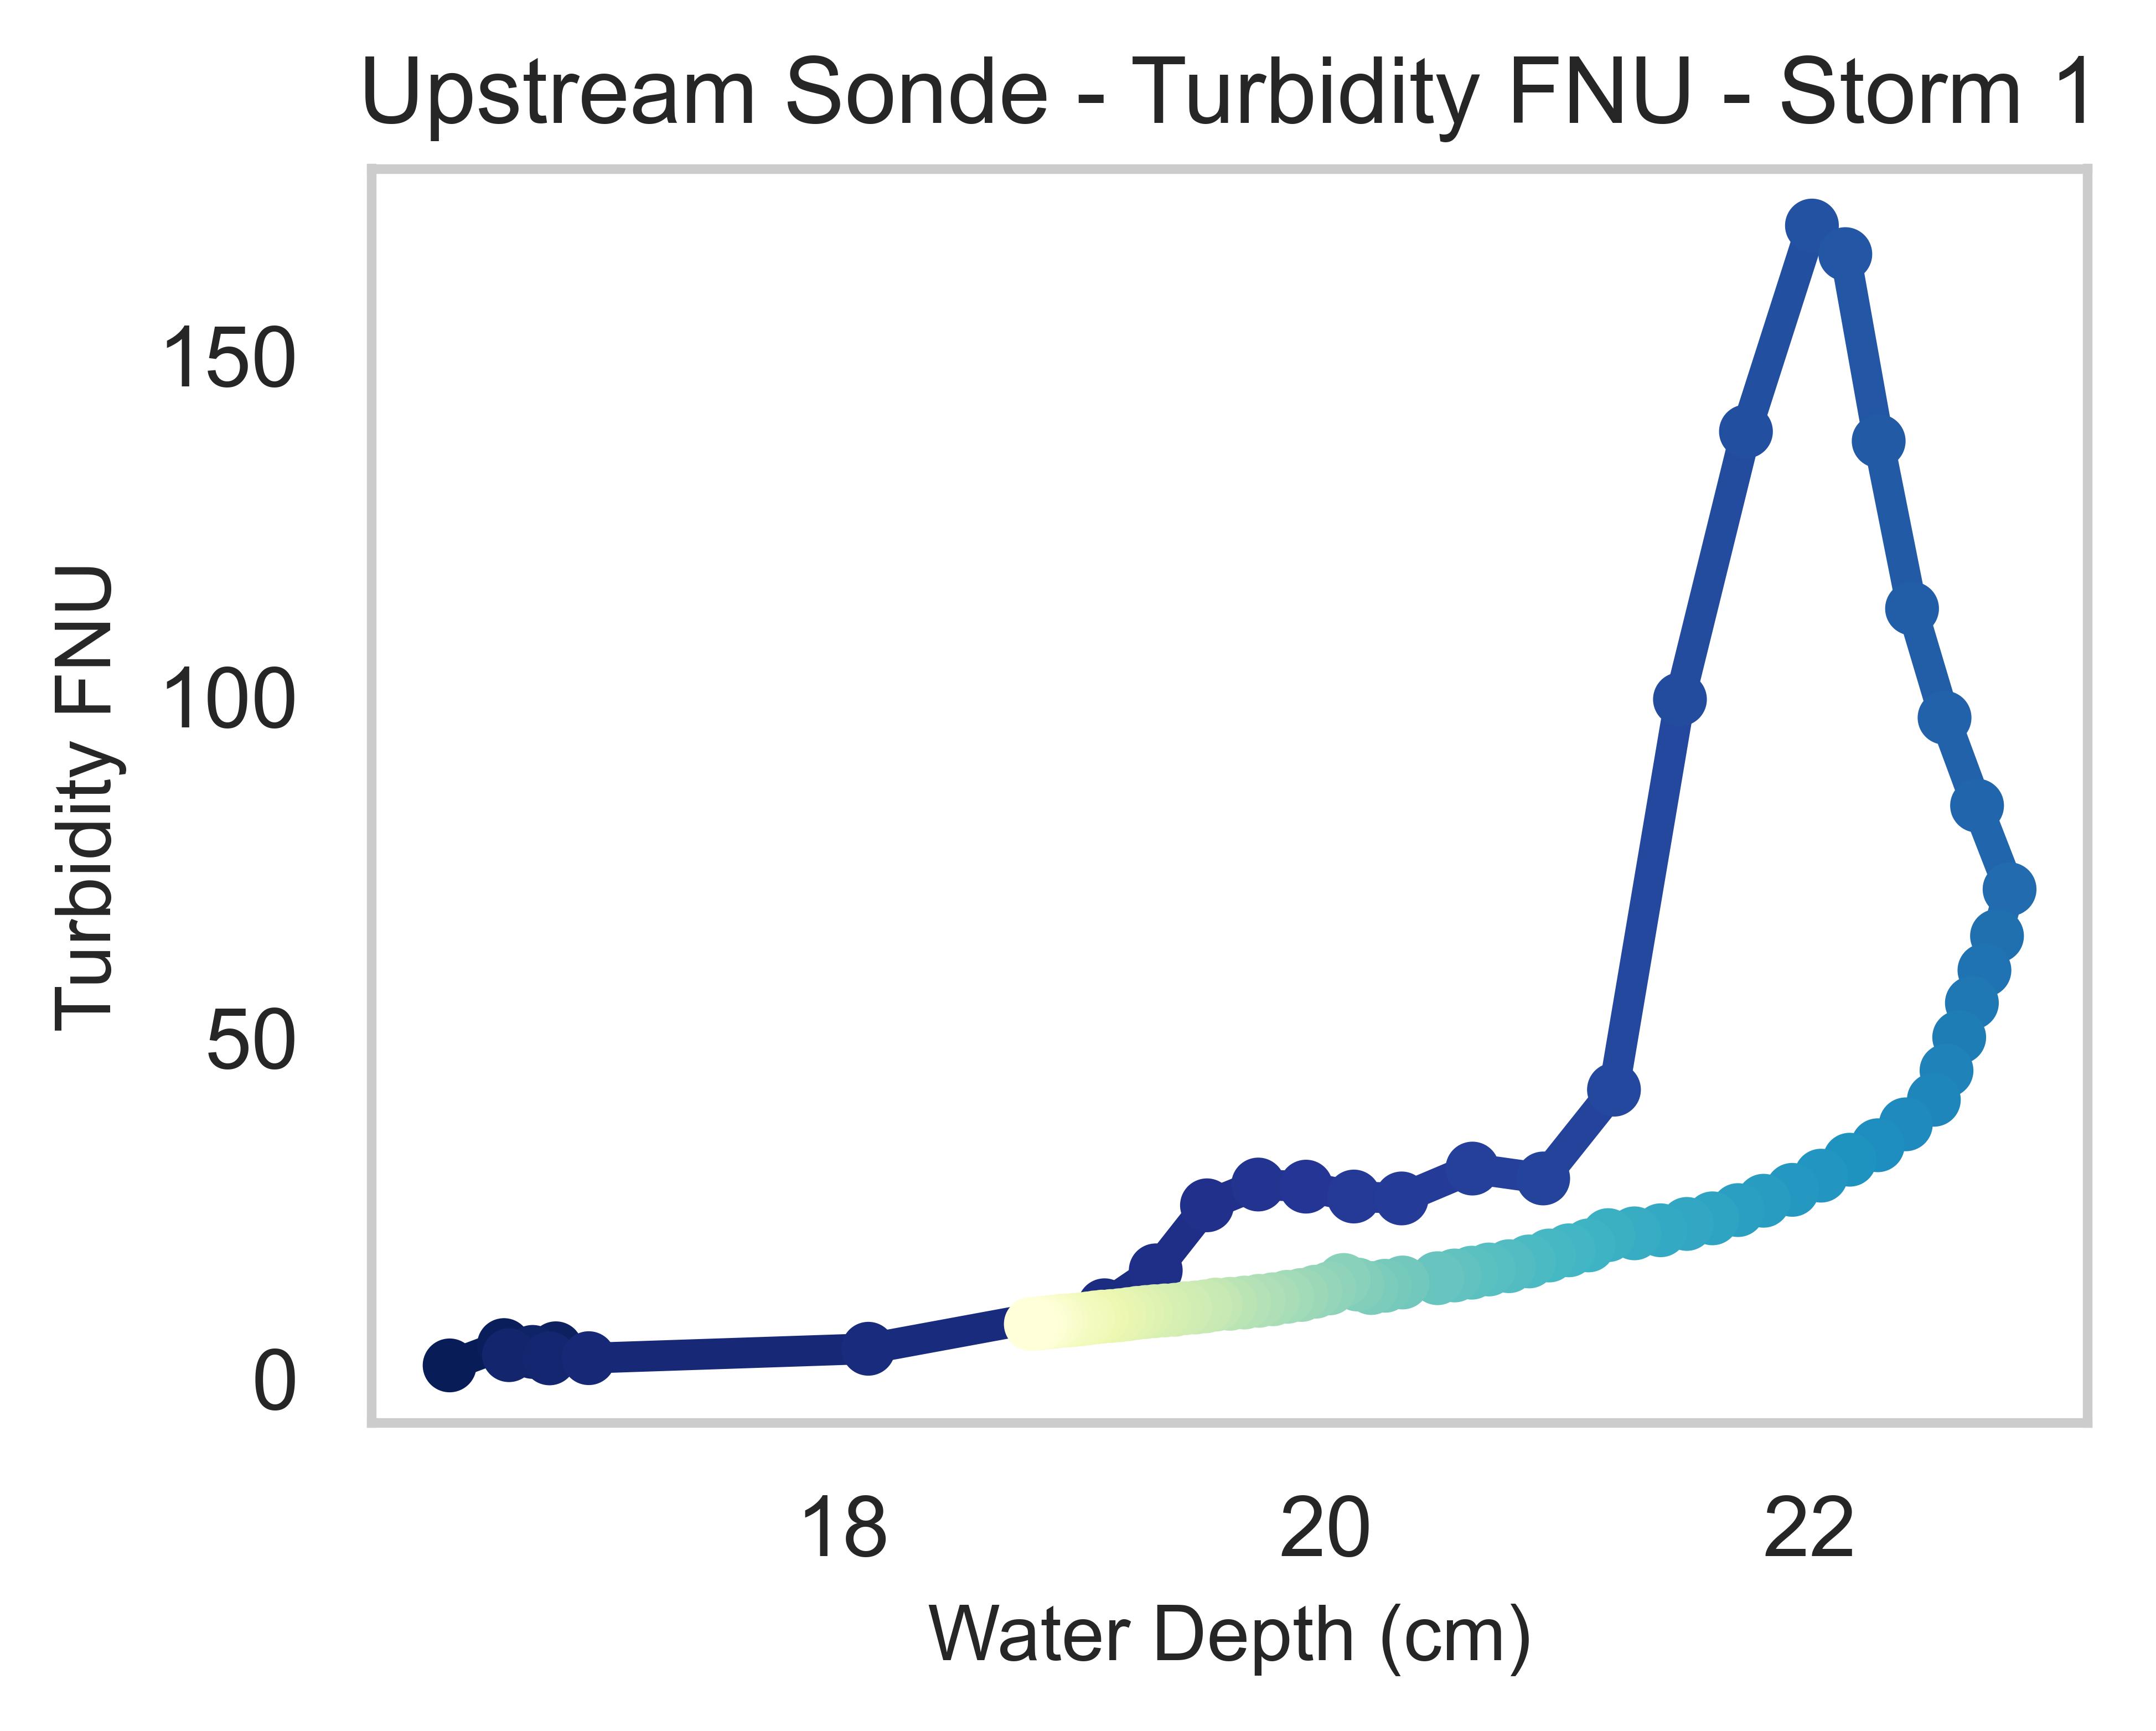 Upstream Sonde - Turbidity FNU - Storm 1
Turbidity FNU
150
100
50
0
18 20 22
Water Depth (cm)